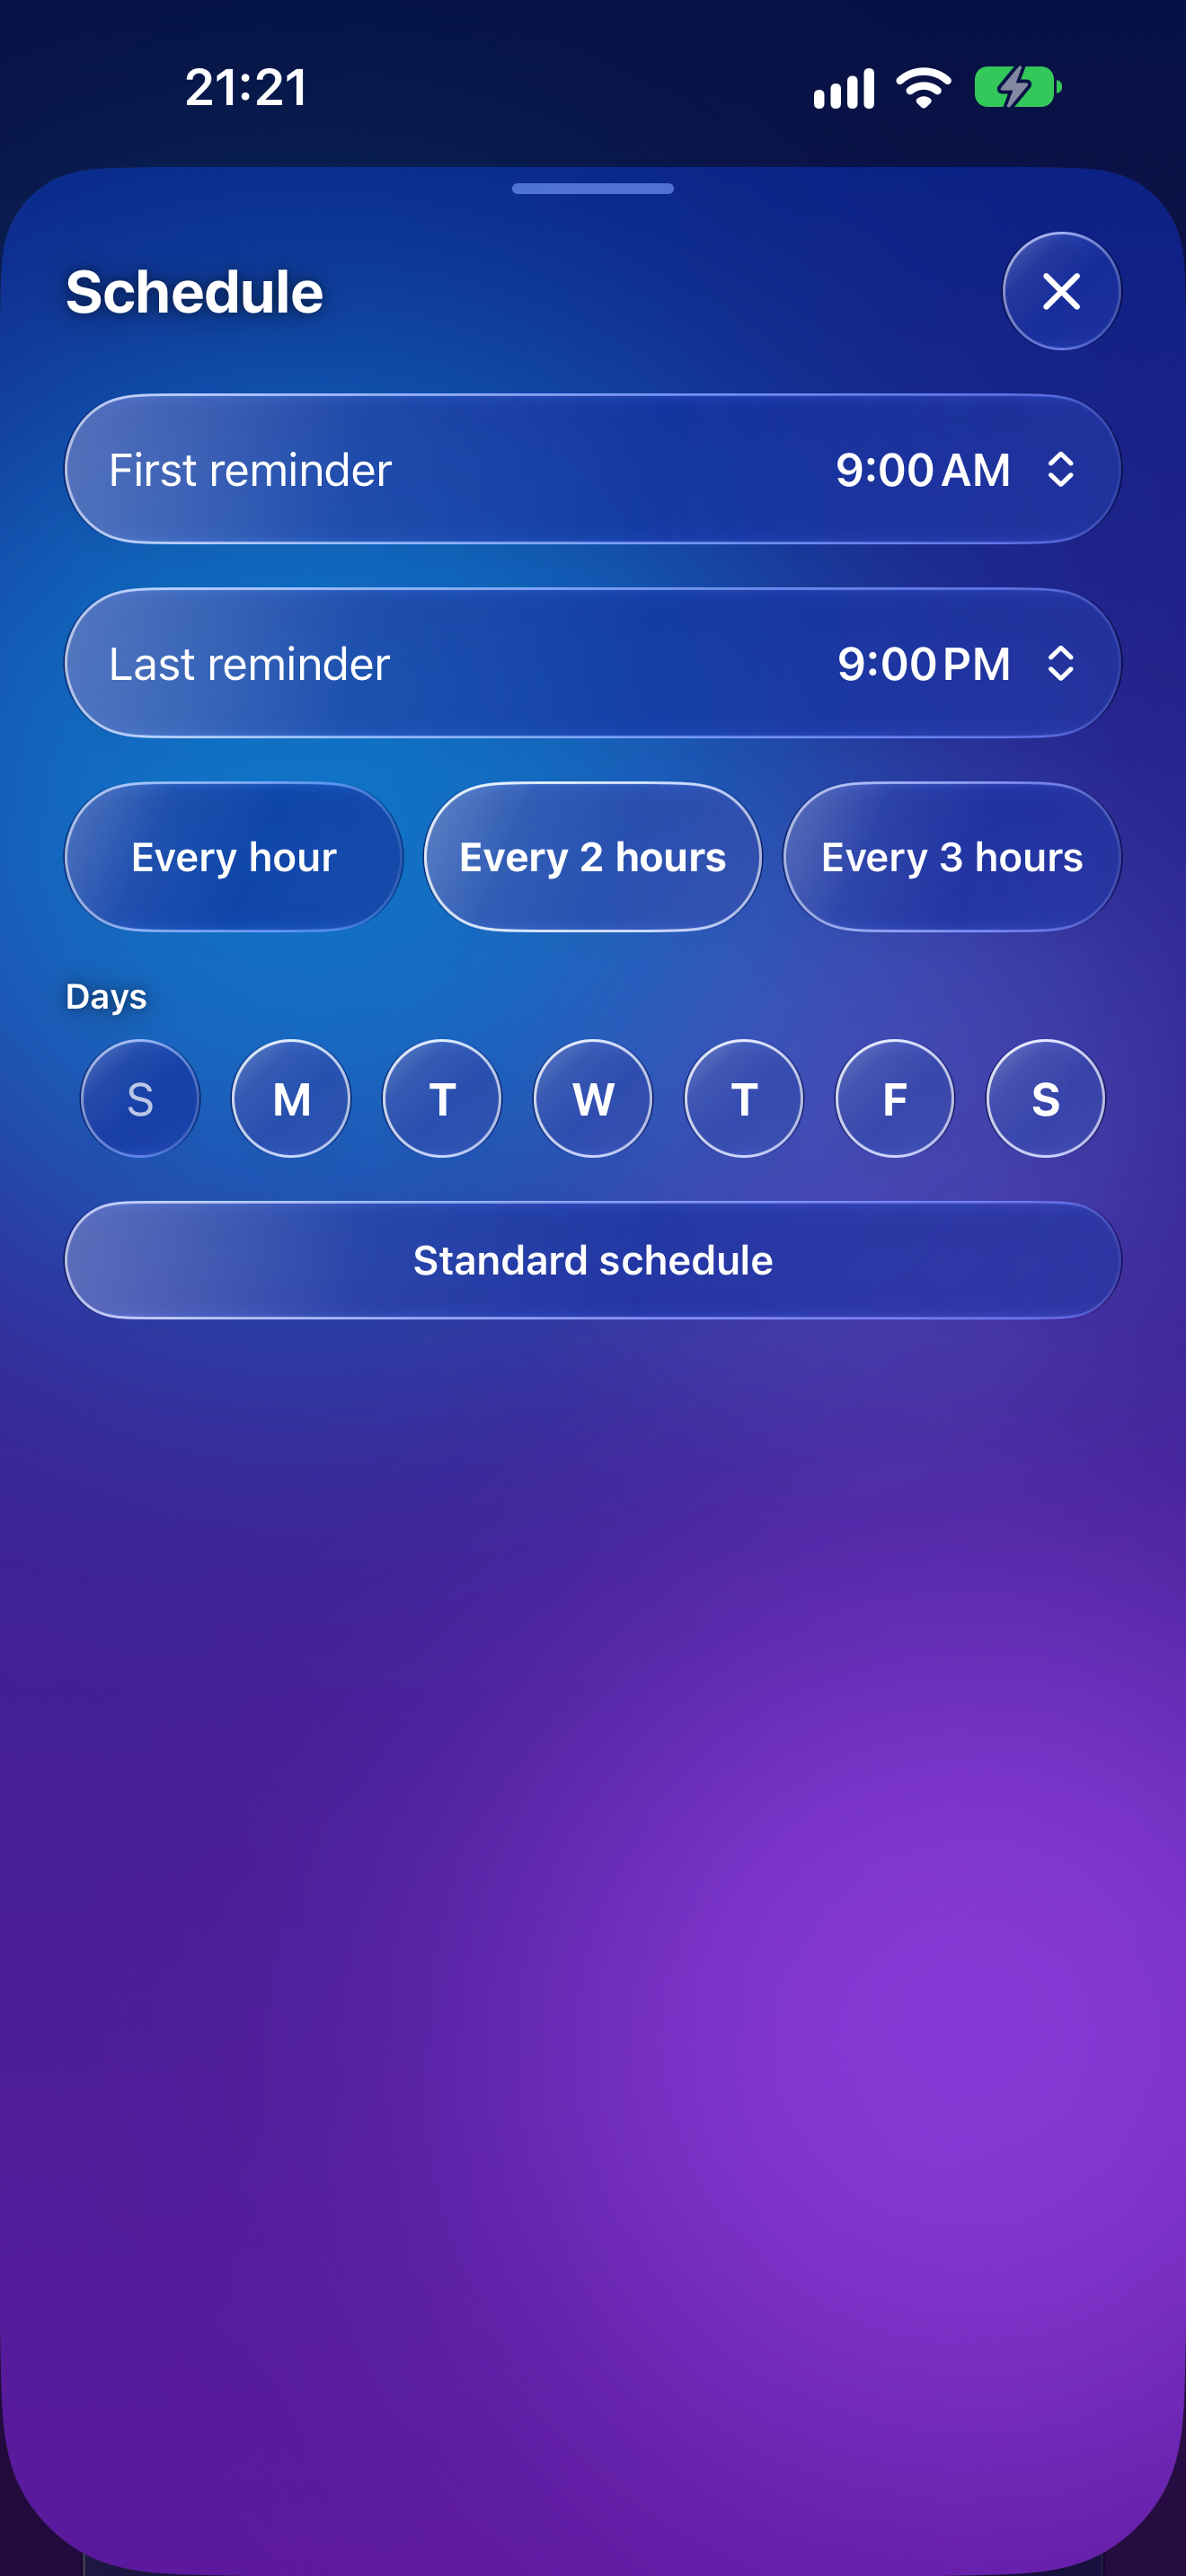 21:21
Schedule
First reminder 9:00 AM
Last reminder 9:00 PM
Every hour Every 2 hours Every 3 hours
Days
S M T W T F S
Standard schedule